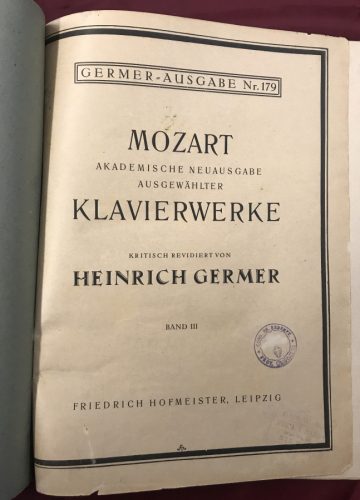 GERMER-AUSGABE Nr. 179
MOZART
AKADEMISCHE NEUAUSGABE
AUSGEWÄHLTER
KLAVIERWERKE
KRITISCH REVIDIERT VON
HEINRICH GERMER
BAND III
FRIEDRICH HOFMEISTER, LEIPZIG